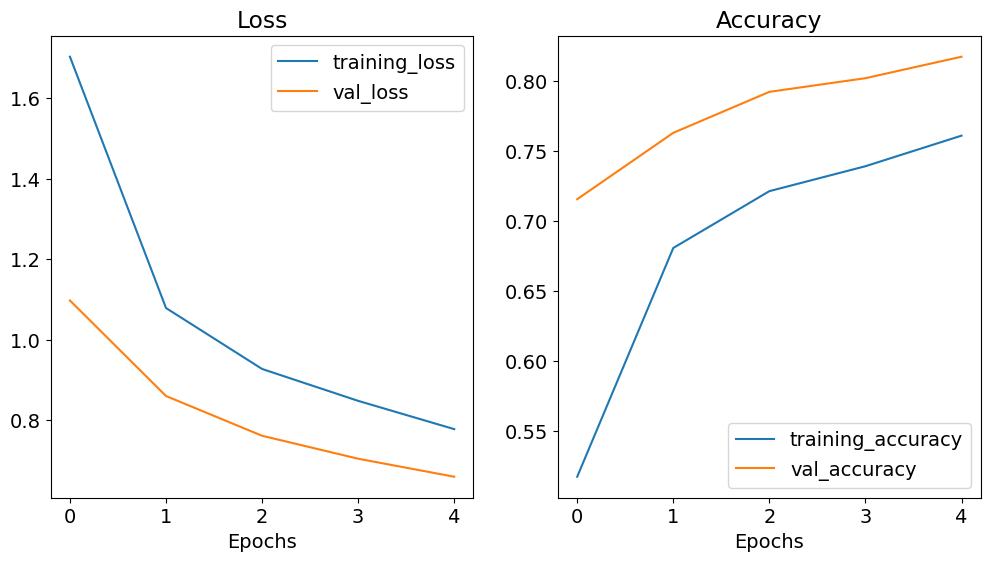 Loss
training_loss
val_loss
1.6
1.4
1.2
1.0
0.8
0 1 2 3 4
Epochs
Accuracy
0.80
0.75
0.70
0.65
0.60
0.55
training_accuracy
val_accuracy
0 1 2 3 4
Epochs